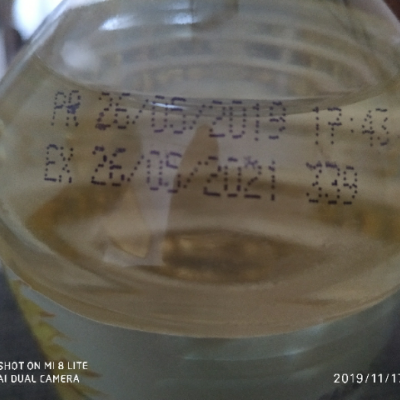 PR 26/05/2019 17:43
EX 26/05/2021 339
SHOT ON MI 8 LITE
AI DUAL CAMERA
2019/11/17